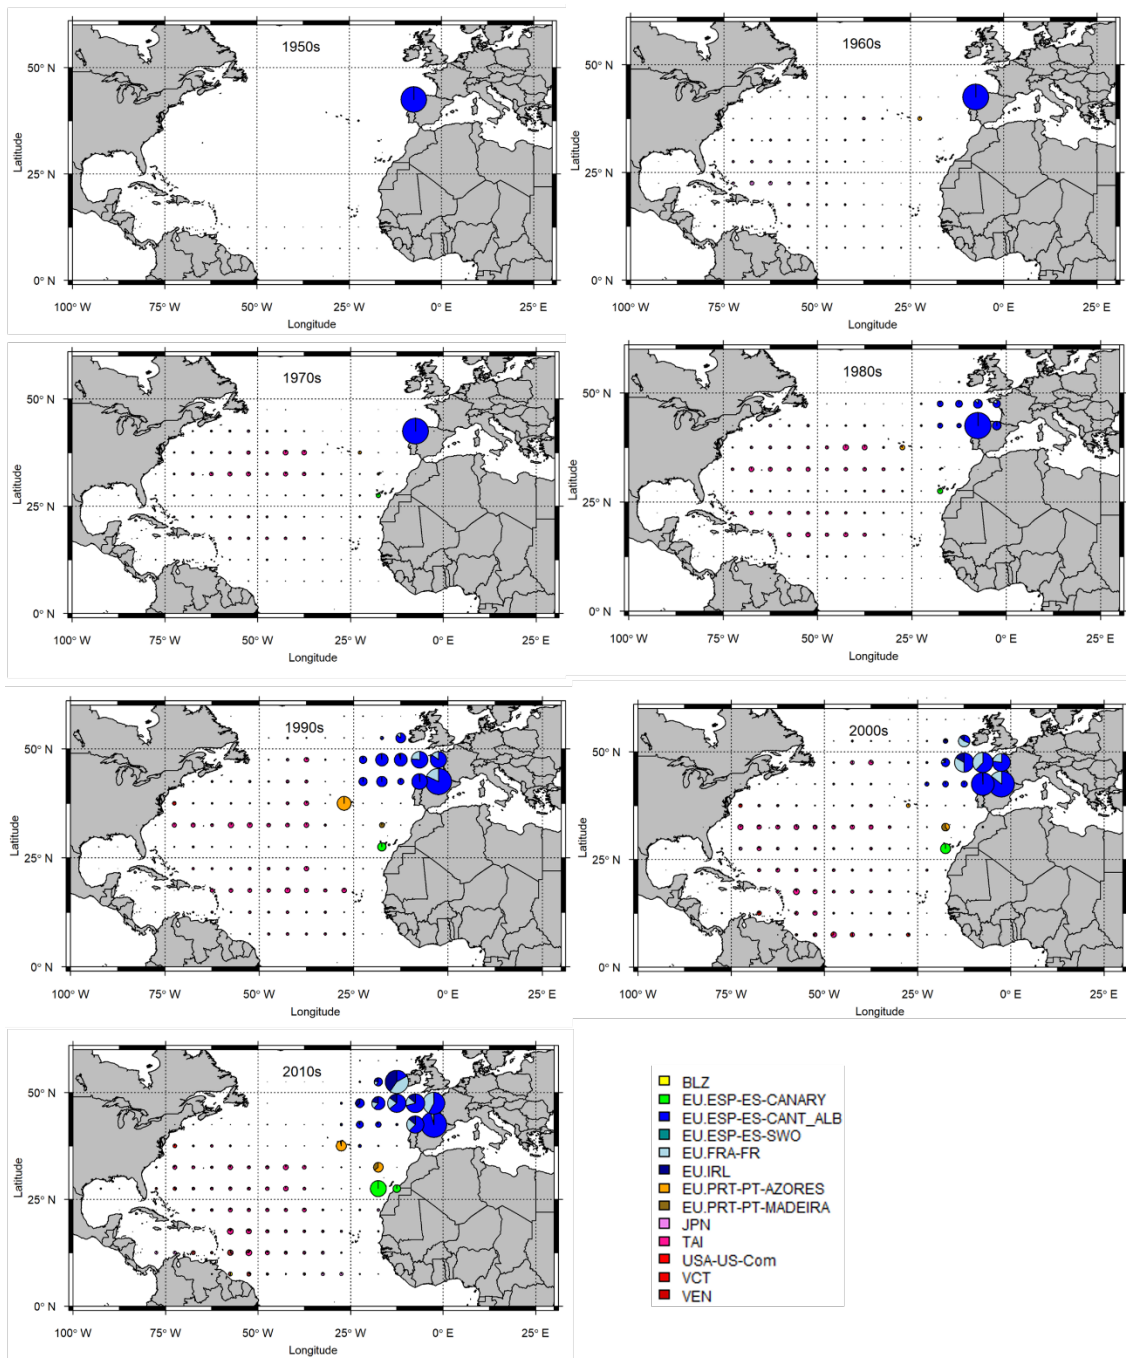 1950s
50° N
25° N
0° N
Latitude
100° W
75° W
50° W
25° W
0° E
25° E
Longitude
1960s
50° N
25° N
0° N
Latitude
100° W
75° W
50° W
25° W
0° E
25° E
Longitude
1970s
50° N
25° N
0° N
Latitude
100° W
75° W
50° W
25° W
0° E
25° E
Longitude
1980s
50° N
25° N
0° N
Latitude
100° W
75° W
50° W
25° W
0° E
25° E
Longitude
1990s
50° N
25° N
0° N
Latitude
100° W
75° W
50° W
25° W
0° E
25° E
Longitude
2000s
50° N
25° N
0° N
Latitude
100° W
75° W
50° W
25° W
0° E
25° E
Longitude
2010s
50° N
25° N
0° N
Latitude
100° W
75° W
50° W
25° W
0° E
25° E
Longitude
BLZ
EU.ESP-ES-CANARY
EU.ESP-ES-CANT_ALB
EU.ESP-ES-SWO
EU.FRA-FR
EU.IRL
EU.PRT-PT-AZORES
EU.PRT-PT-MADEIRA
JPN
TAI
USA-US-Com
VCT
VEN